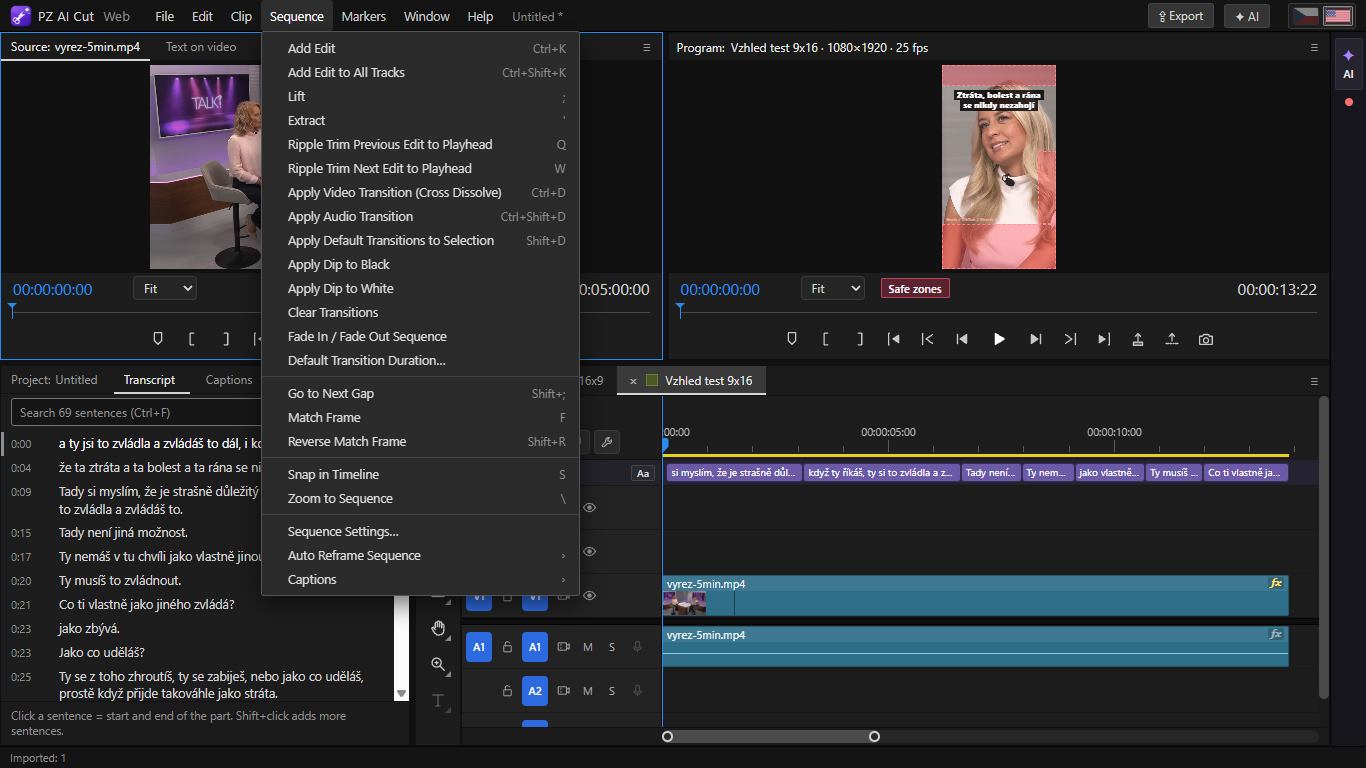 PZ AI Cut Web File Edit Clip Sequence Markers Window Help Untitled * Export AI
Source: vyrez-5min.mp4 Text on video
TALK?
00:00:00:00 Fit 0:05:00:00
Add Edit Ctrl+K
Add Edit to All Tracks Ctrl+Shift+K
Lift ;
Extract '
Ripple Trim Previous Edit to Playhead Q
Ripple Trim Next Edit to Playhead W
Apply Video Transition (Cross Dissolve) Ctrl+D
Apply Audio Transition Ctrl+Shift+D
Apply Default Transitions to Selection Shift+D
Apply Dip to Black
Apply Dip to White
Clear Transitions
Fade In / Fade Out Sequence
Default Transition Duration...
Go to Next Gap Shift+;
Match Frame F
Reverse Match Frame Shift+R
Snap in Timeline S
Zoom to Sequence \
Sequence Settings...
Auto Reframe Sequence
Captions
Program: Vzhled test 9x16 · 1080×1920 · 25 fps
Ztráta, bolest a rána
se nikdy nezahojí
00:00:00:00 Fit Safe zones 00:00:13:22
AI
Project: Untitled Transcript Captions
Search 69 sentences (Ctrl+F)
0:00 a ty jsi to zvládla a zvládáš to dál, i k
0:04 že ta ztráta a ta bolest a ta rána se ni
0:09 Tady si myslím, že je strašně důležitý
to zvládla a zvládáš to.
0:15 Tady není jiná možnost.
0:17 Ty nemáš v tu chvíli jako vlastně jinou
0:20 Ty musíš to zvládnout.
0:21 Co ti vlastně jako jiného zvládá?
0:23 jako zbývá.
0:23 Jako co uděláš?
0:25 Ty se z toho zhroutíš, ty se zabiješ, nebo jako co uděláš,
prostě když přijde takováhle jako stráta.
Click a sentence = start and end of the part. Shift+click adds more
sentences.
16x9 × Vzhled test 9x16
:00:00 00:00:05:00 00:00:10:00
Aa si myslím, že je strašně důl... když ty říkáš, ty si to zvládla a z... Tady není... Ty nem... jako vlastně... Ty musíš ... Co ti vlastně ja...
vyrez-5min.mp4 fx
V1 V1
A1 A1 M S vyrez-5min.mp4 fx
A2 M S
T
Imported: 1